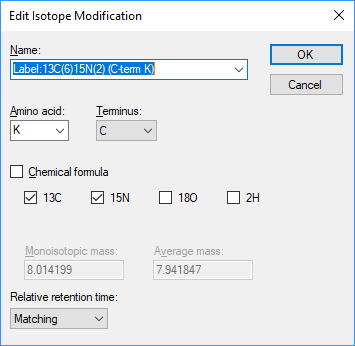 Edit Isotope Modification
Name:
Label:13C(6)15N(2) (C-term K)
OK
Cancel
Amino acid: Terminus:
K C
Chemical formula
13C 15N 18O 2H
Monoisotopic mass: Average mass:
8.014199 7.941847
Relative retention time:
Matching